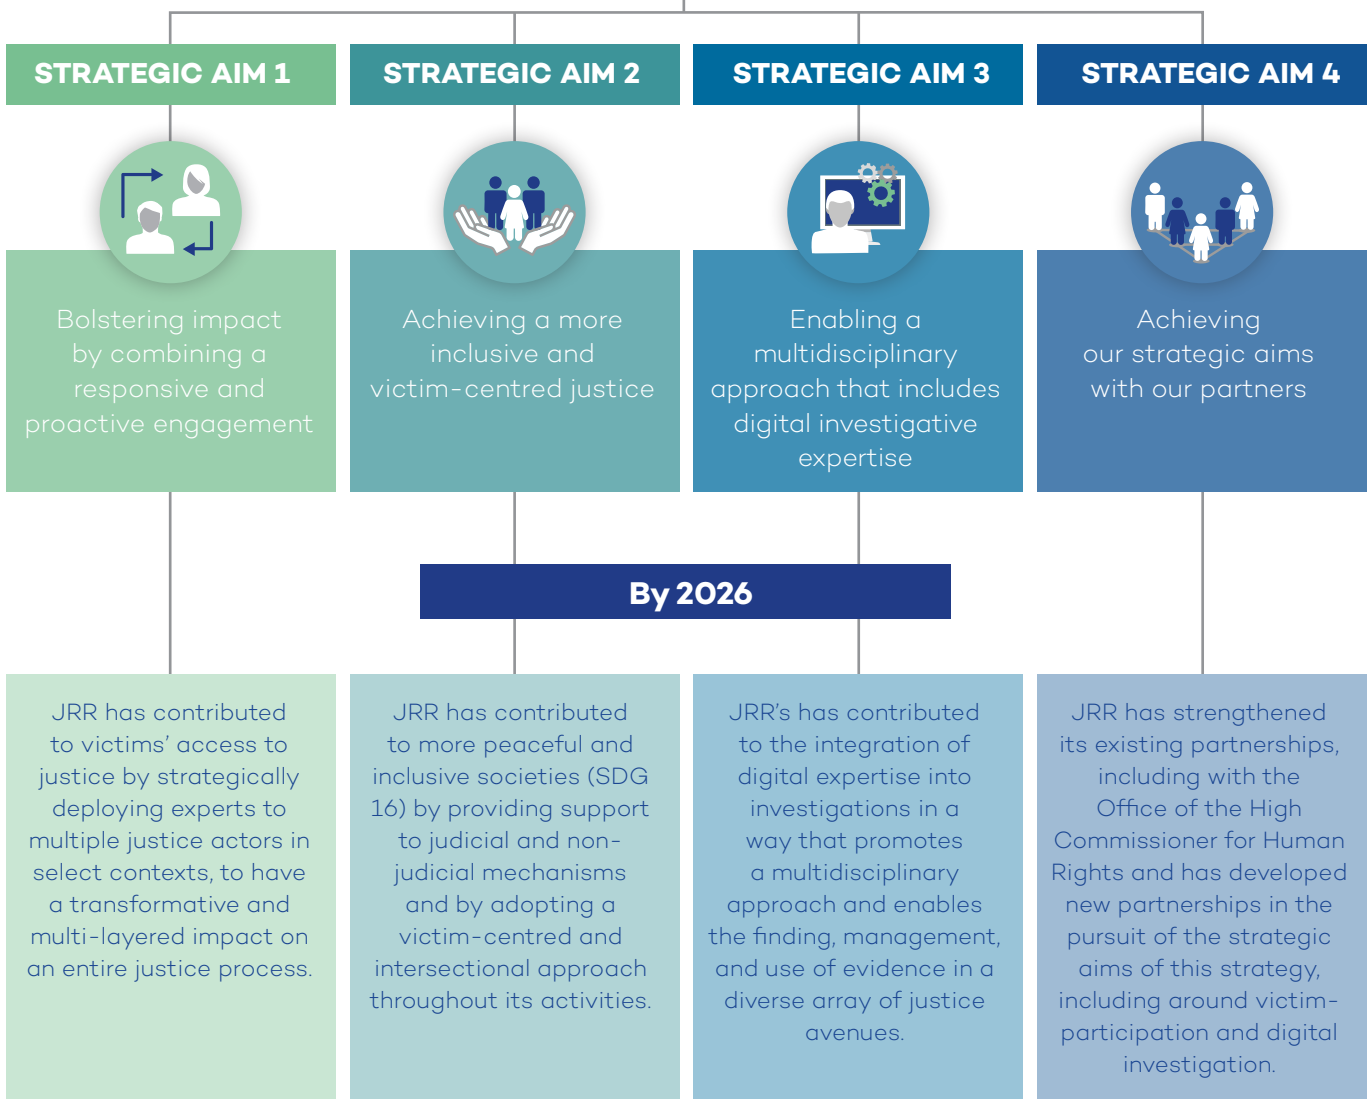 STRATEGIC AIM 1
STRATEGIC AIM 2
STRATEGIC AIM 3
STRATEGIC AIM 4
Bolstering impact
by combining a
responsive and
proactive engagement
Achieving a more
inclusive and
victim-centred justice
Enabling a
multidisciplinary
approach that includes
digital investigative
expertise
Achieving
our strategic aims
with our partners
By 2026
JRR has contributed
to victims’ access to
justice by strategically
deploying experts to
multiple justice actors in
select contexts, to have
a transformative and
multi-layered impact on
an entire justice process.
JRR has contributed
to more peaceful and
inclusive societies (SDG
16) by providing support
to judicial and non-
judicial mechanisms
and by adopting a
victim-centred and
intersectional approach
throughout its activities.
JRR’s has contributed
to the integration of
digital expertise into
investigations in a
way that promotes
a multidisciplinary
approach and enables
the finding, management,
and use of evidence in a
diverse array of justice
avenues.
JRR has strengthened
its existing partnerships,
including with the
Office of the High
Commissioner for Human
Rights and has developed
new partnerships in the
pursuit of the strategic
aims of this strategy,
including around victim-
participation and digital
investigation.